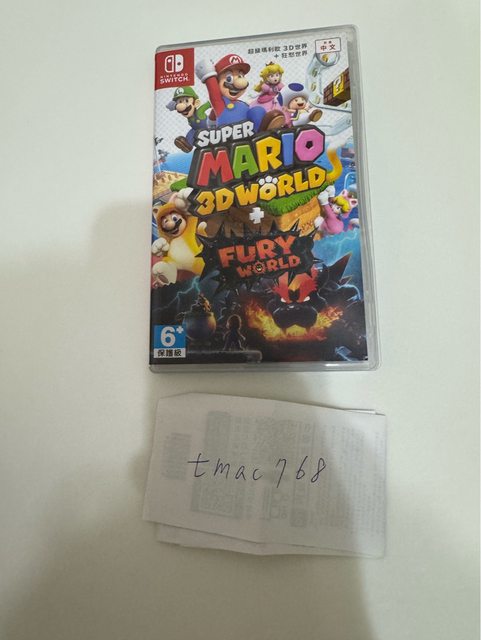 NINTENDO
SWITCH
超級瑪利歐 3D世界
+ 狂怒世界
中文
SUPER
MARIO
3D WORLD
+
FURY
WORLD
6+
保護級
tmac768